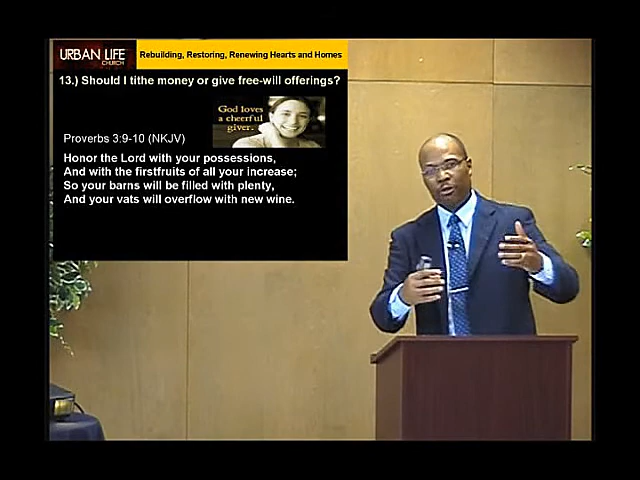 URBAN LIFE
CHURCH
Rebuilding, Restoring, Renewing Hearts and Homes
13.) Should I tithe money or give free-will offerings?
God loves
a cheerful
giver.
Proverbs 3:9-10 (NKJV)
Honor the Lord with your possessions,
And with the firstfruits of all your increase;
So your barns will be filled with plenty,
And your vats will overflow with new wine.